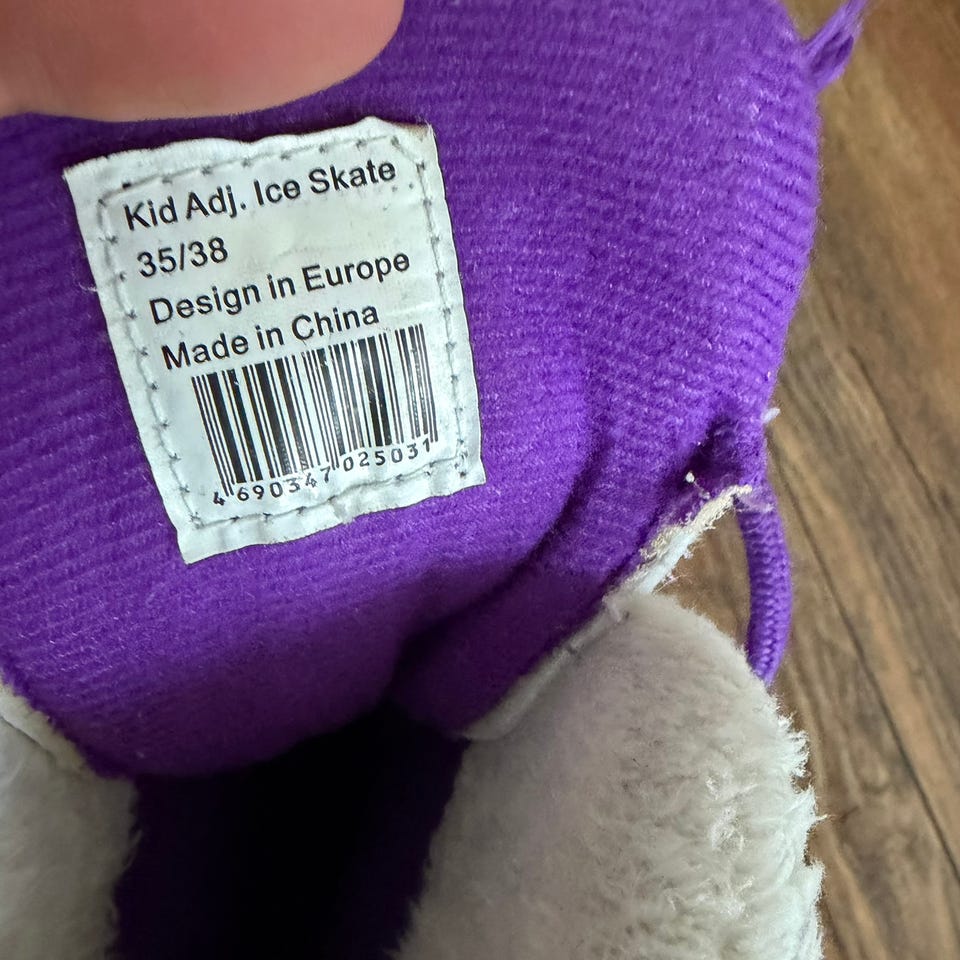 Kid Adj. Ice Skate
35/38
Design in Europe
Made in China
4 690347 025031